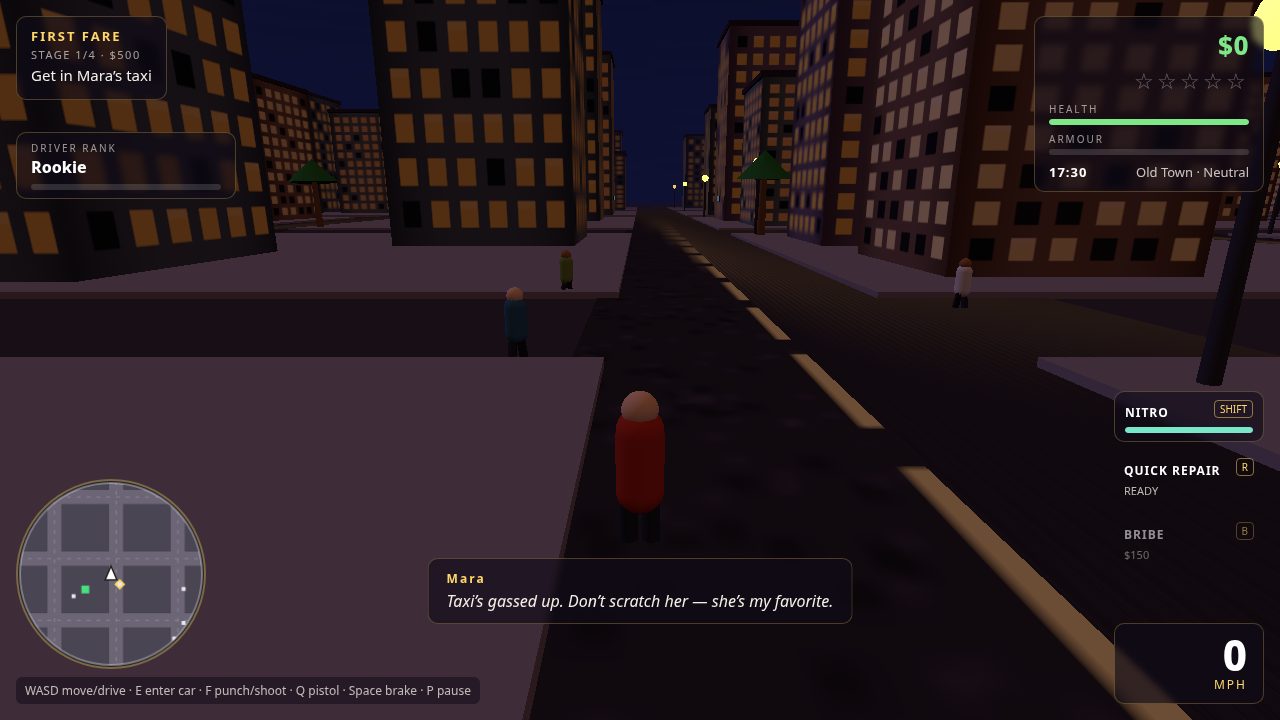 FIRST FARE
STAGE 1/4 · $500
Get in Mara’s taxi
DRIVER RANK
Rookie
$0
HEALTH
ARMOUR
17:30
Old Town · Neutral
NITRO
SHIFT
QUICK REPAIR
R
READY
BRIBE
B
$150
Mara
Taxi’s gassed up. Don’t scratch her — she’s my favorite.
0
MPH
WASD move/drive · E enter car · F punch/shoot · Q pistol · Space brake · P pause